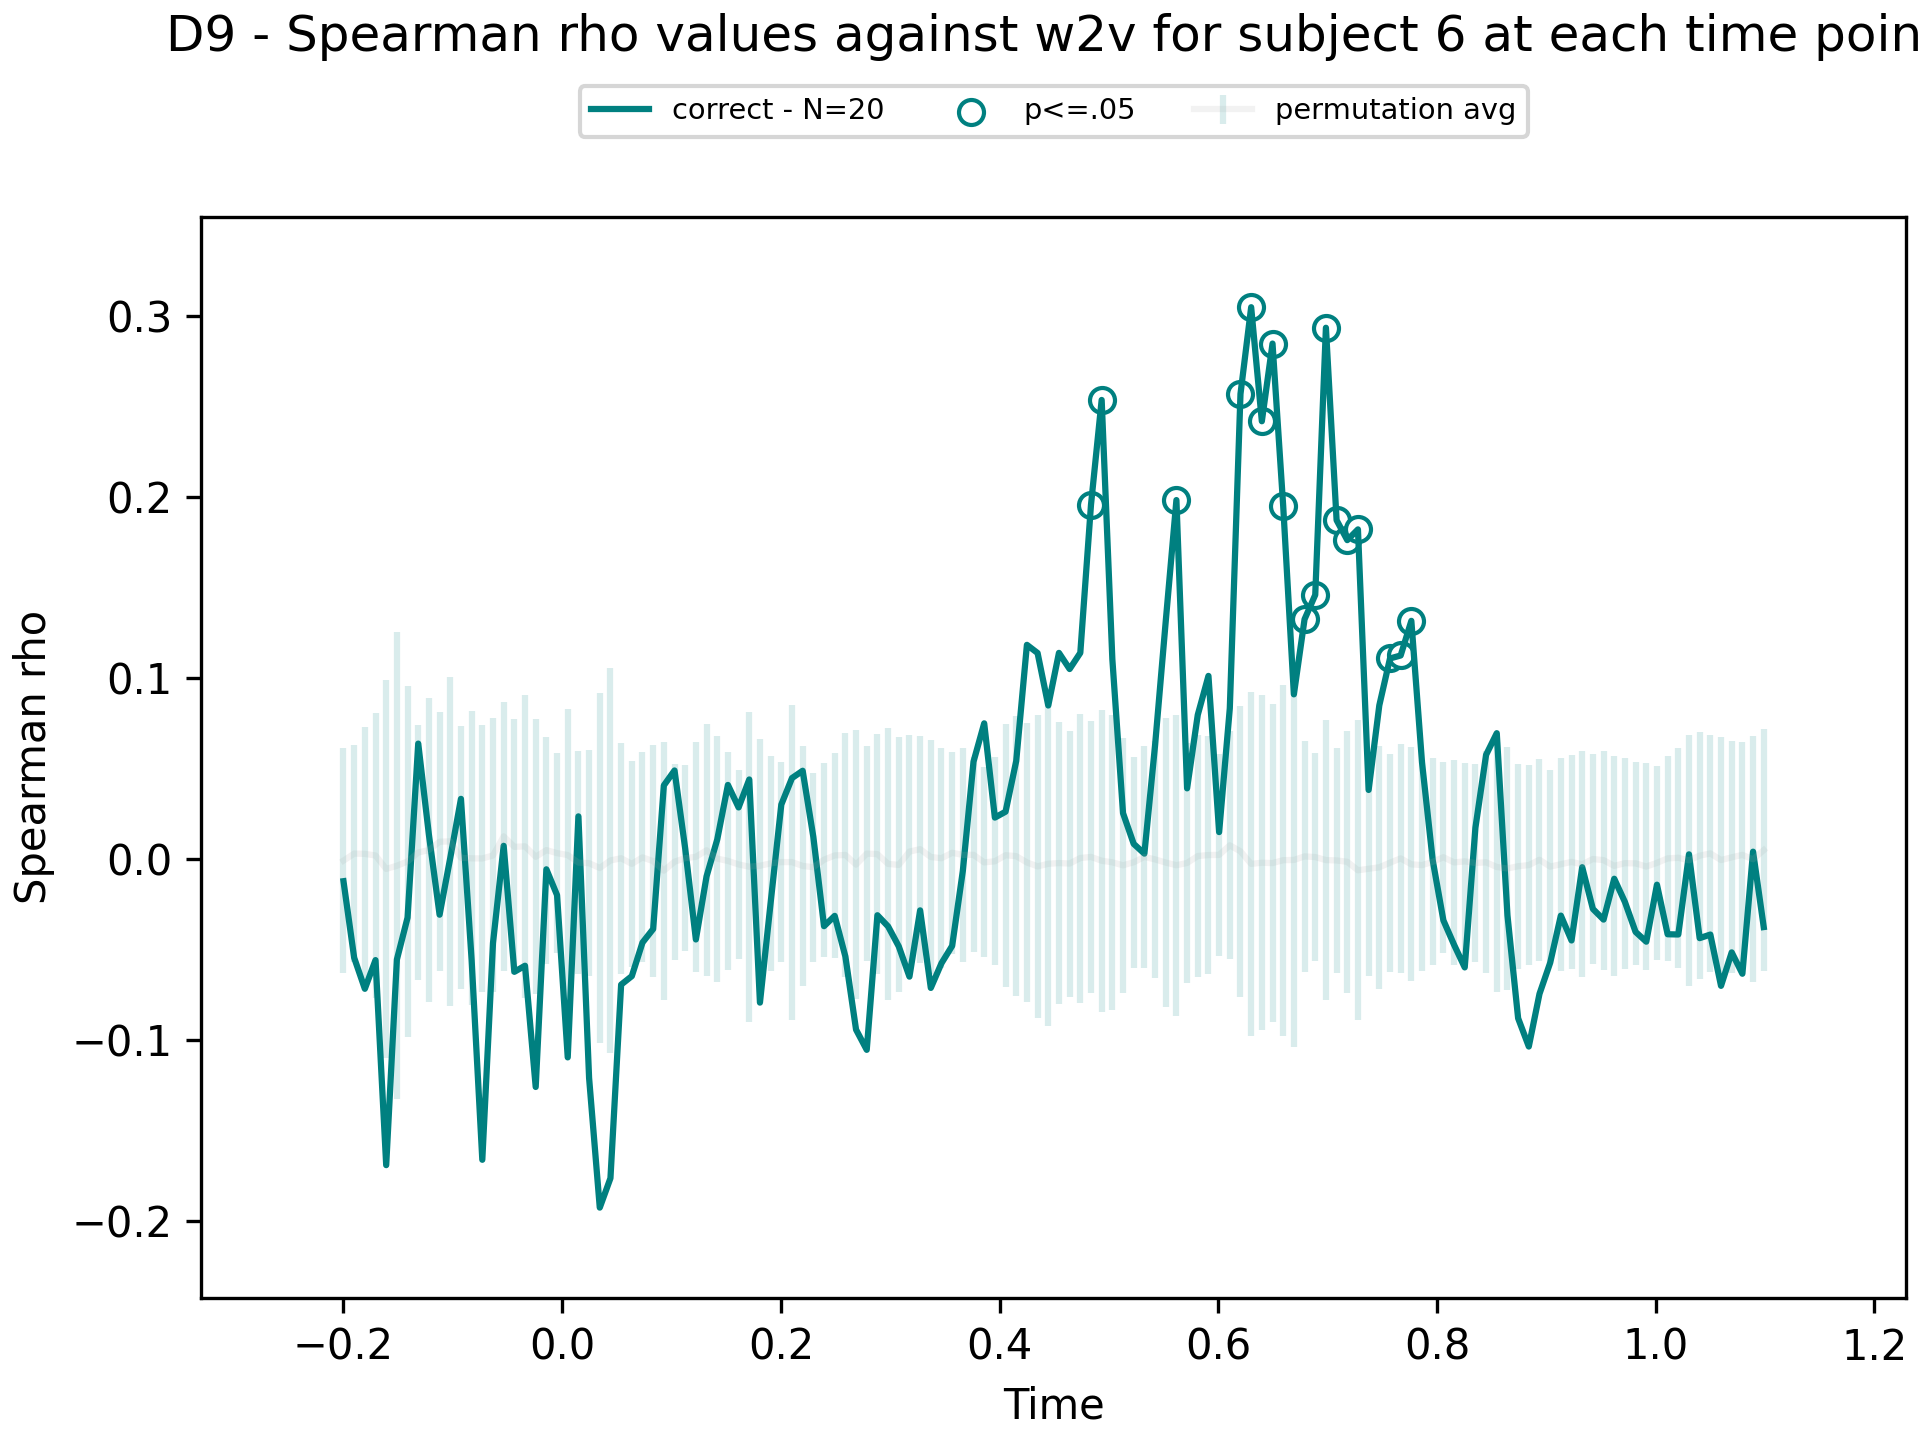 D9 - Spearman rho values against w2v for subject 6 at each time poin
correct - N=20 p<=.05 permutation avg
Spearman rho
0.3
0.2
0.1
0.0
−0.1
−0.2
−0.2 0.0 0.2 0.4 0.6 0.8 1.0 1.2
Time